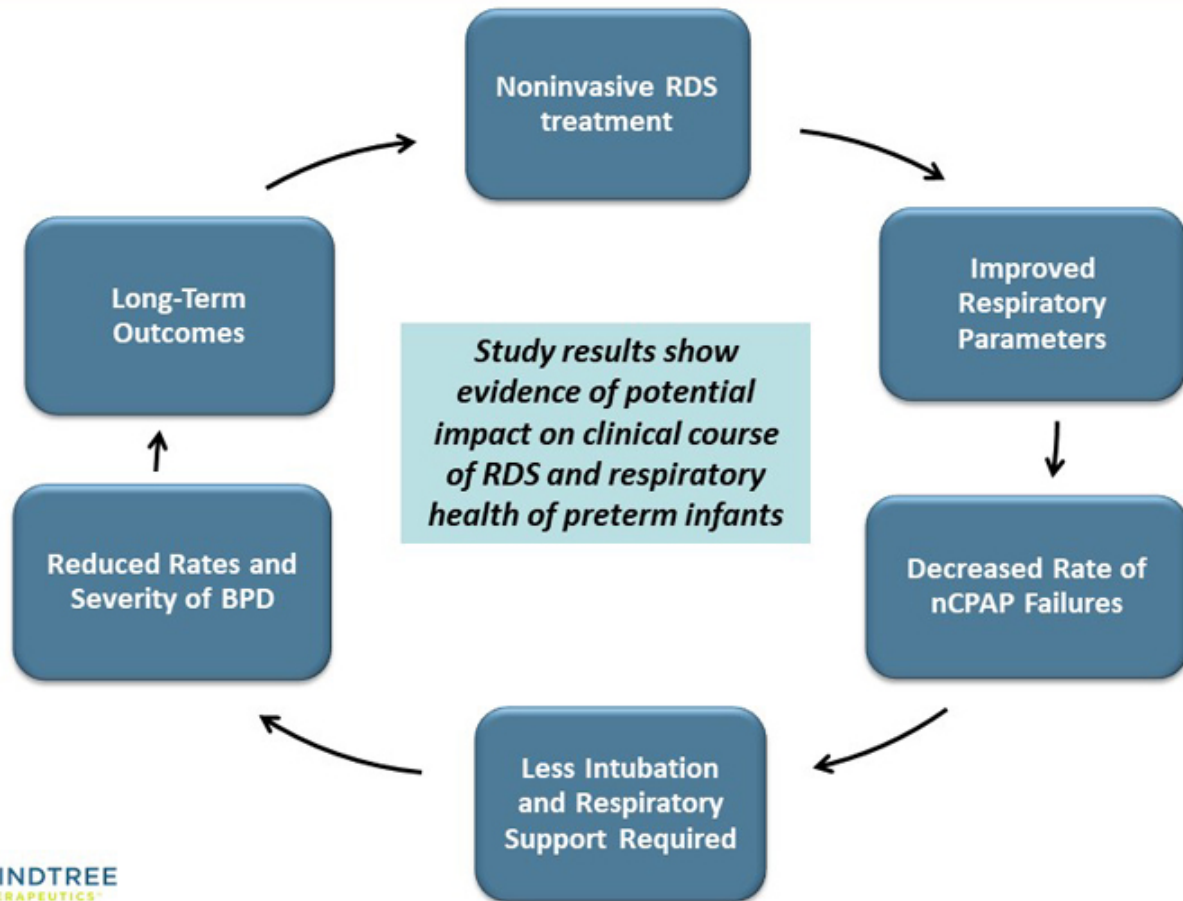 Noninvasive RDS
treatment
Improved
Respiratory
Parameters
Decreased Rate of
nCPAP Failures
Less Intubation
and Respiratory
Support Required
Reduced Rates and
Severity of BPD
Long-Term
Outcomes
Study results show
evidence of potential
impact on clinical course
of RDS and respiratory
health of preterm infants
INDTREE
ERAPEUTICS